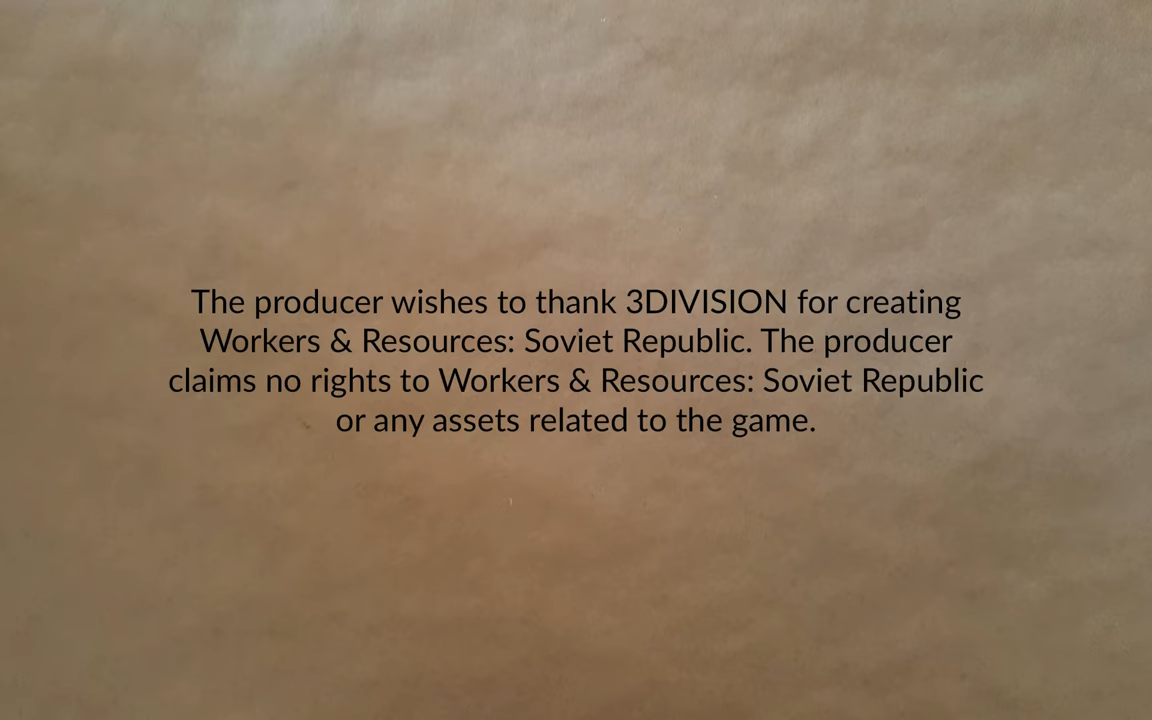 The producer wishes to thank 3DIVISION for creating
Workers & Resources: Soviet Republic. The producer
claims no rights to Workers & Resources: Soviet Republic
or any assets related to the game.